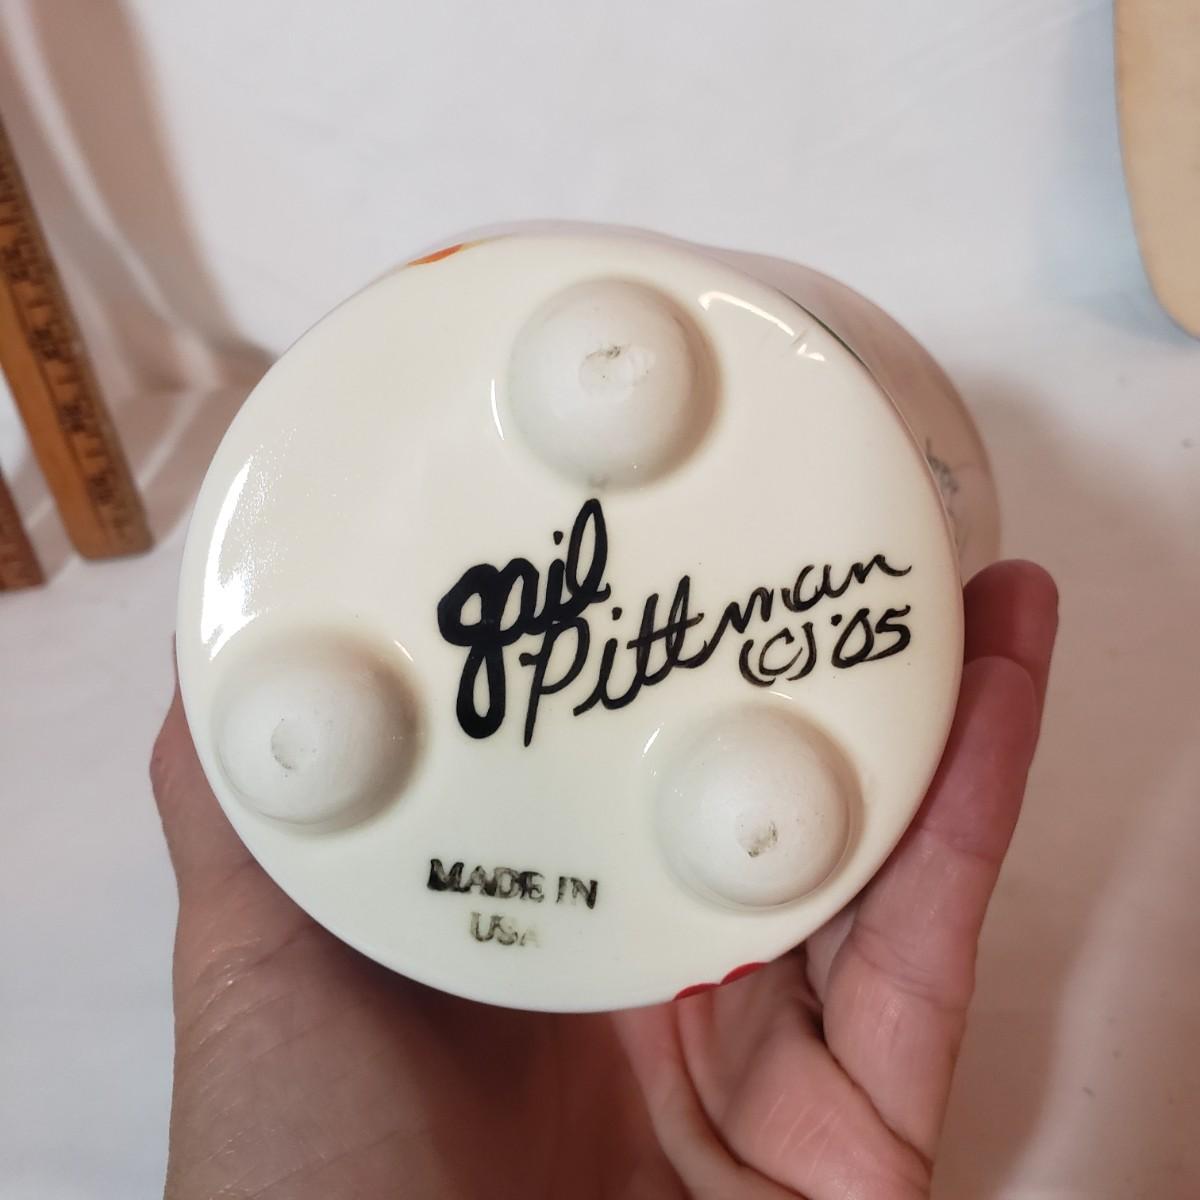 gail
Pittman
(C) '05
MADE IN
USA